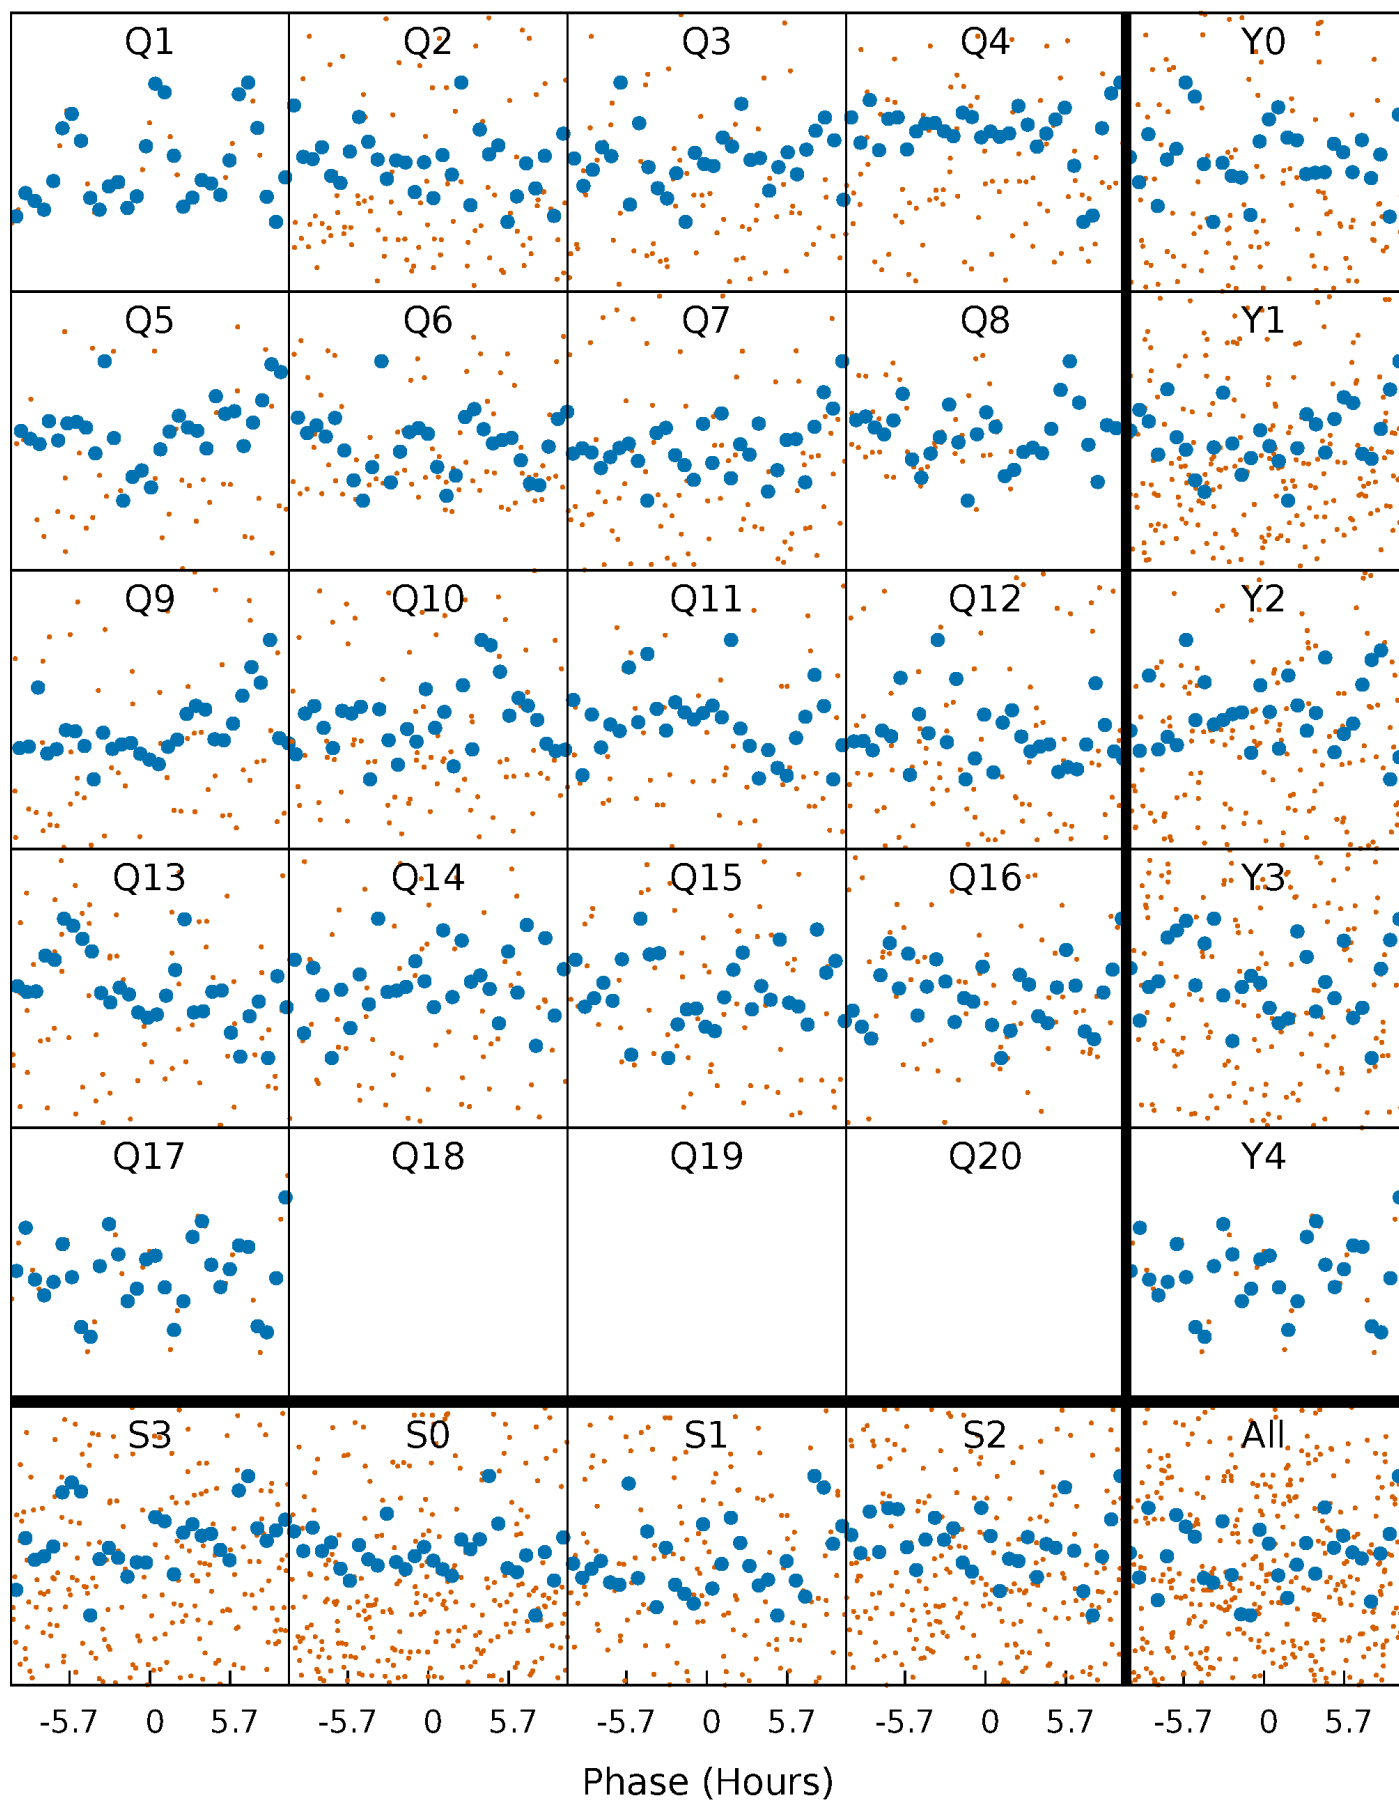 Q1 Q2 Q3 Q4 Y0
Q5 Q6 Q7 Q8 Y1
Q9 Q10 Q11 Q12 Y2
Q13 Q14 Q15 Q16 Y3
Q17 Q18 Q19 Q20 Y4
S3 S0 S1 S2 All
-5.7 0 5.7 -5.7 0 5.7 -5.7 0 5.7 -5.7 0 5.7 -5.7 0 5.7
Phase (Hours)